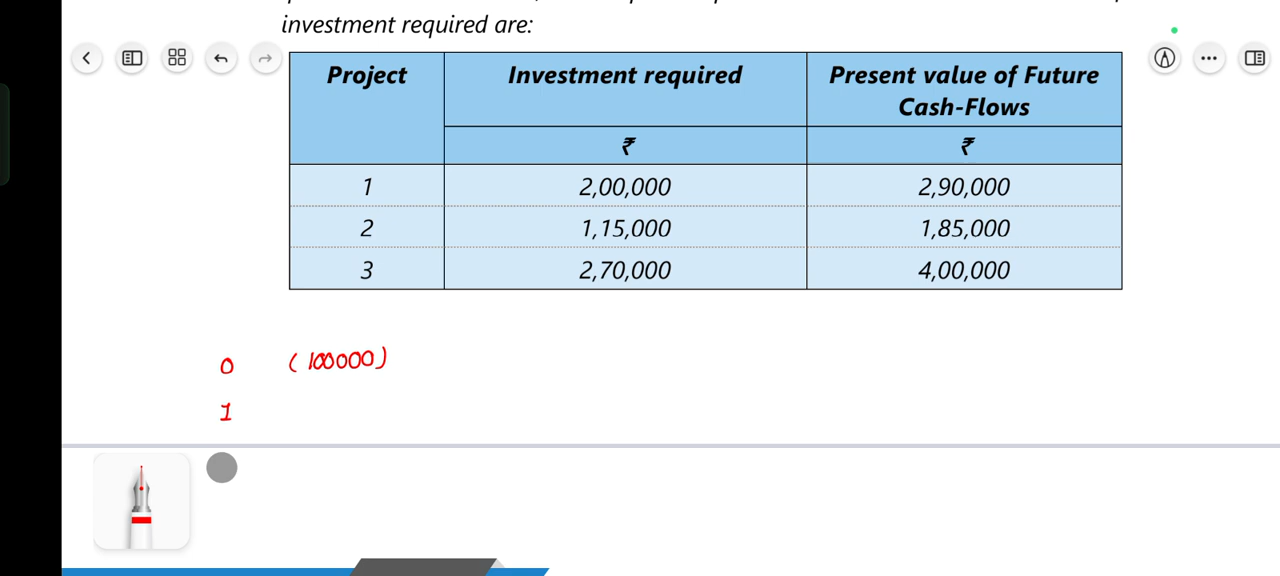 investment required are:
Project Investment required Present value of Future Cash-Flows
₹ ₹
1 2,00,000 2,90,000
2 1,15,000 1,85,000
3 2,70,000 4,00,000
0 (100000)
1